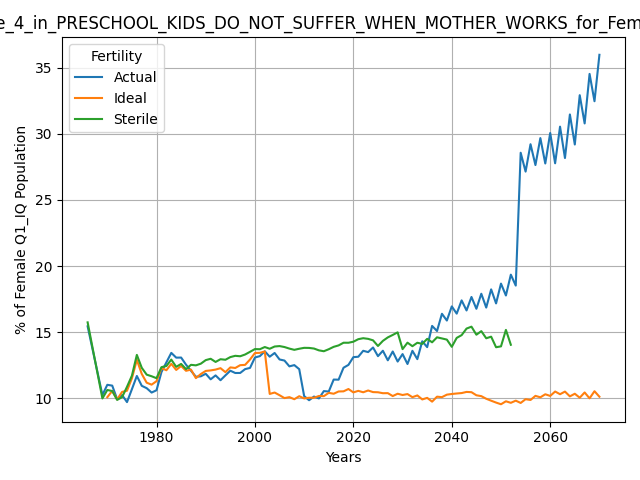 e_4_in_PRESCHOOL_KIDS_DO_NOT_SUFFER_WHEN_MOTHER_WORKS_for_Fem
Fertility
Actual
Ideal
Sterile
35
30
25
20
15
10
% of Female Q1_IQ Population
1980
2000
2020
2040
2060
Years